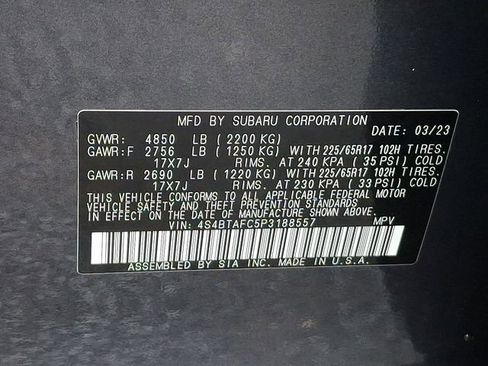 MFD BY SUBARU CORPORATION
DATE: 03/23
GVWR: 4850 LB (2200 KG)
GAWR:F 2756 LB (1250 KG) WITH 225/65R17 102H TIRES,
17X7J RIMS, AT 240 KPA (35 PSI) COLD
GAWR:R 2690 LB (1220 KG) WITH 225/65R17 102H TIRES,
17X7J RIMS, AT 230 KPA (33 PSI) COLD
THIS VEHICLE CONFORMS TO ALL APPLICABLE FEDERAL MOTOR
VEHICLE SAFETY AND THEFT PREVENTION STANDARDS
IN EFFECT ON THE DATE OF MANUFACTURE SHOWN ABOVE.
VIN: 4S4BTAFC5P3188557 MPV
ASSEMBLED BY SIA INC. MADE IN U.S.A.